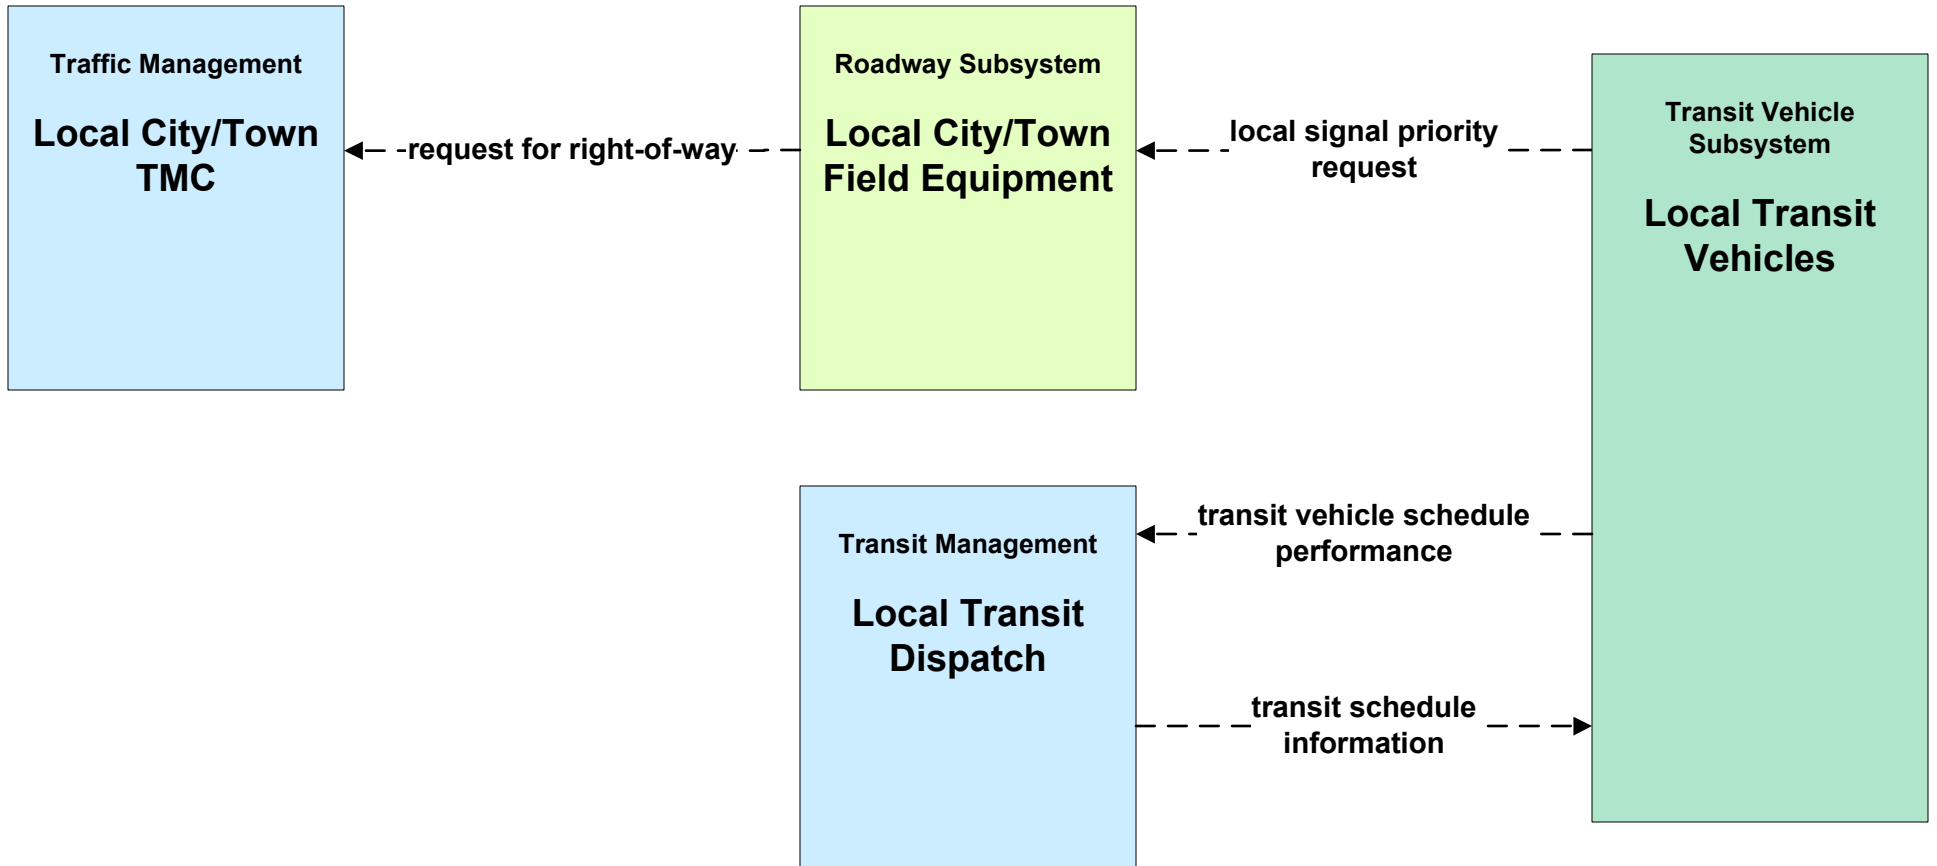 Traffic Management
Local City/Town
TMC
request for right-of-way
Roadway Subsystem
Local City/Town
Field Equipment
local signal priority
request
Transit Vehicle
Subsystem
Local Transit
Vehicles
transit vehicle schedule
performance
Transit Management
Local Transit
Dispatch
transit schedule
information